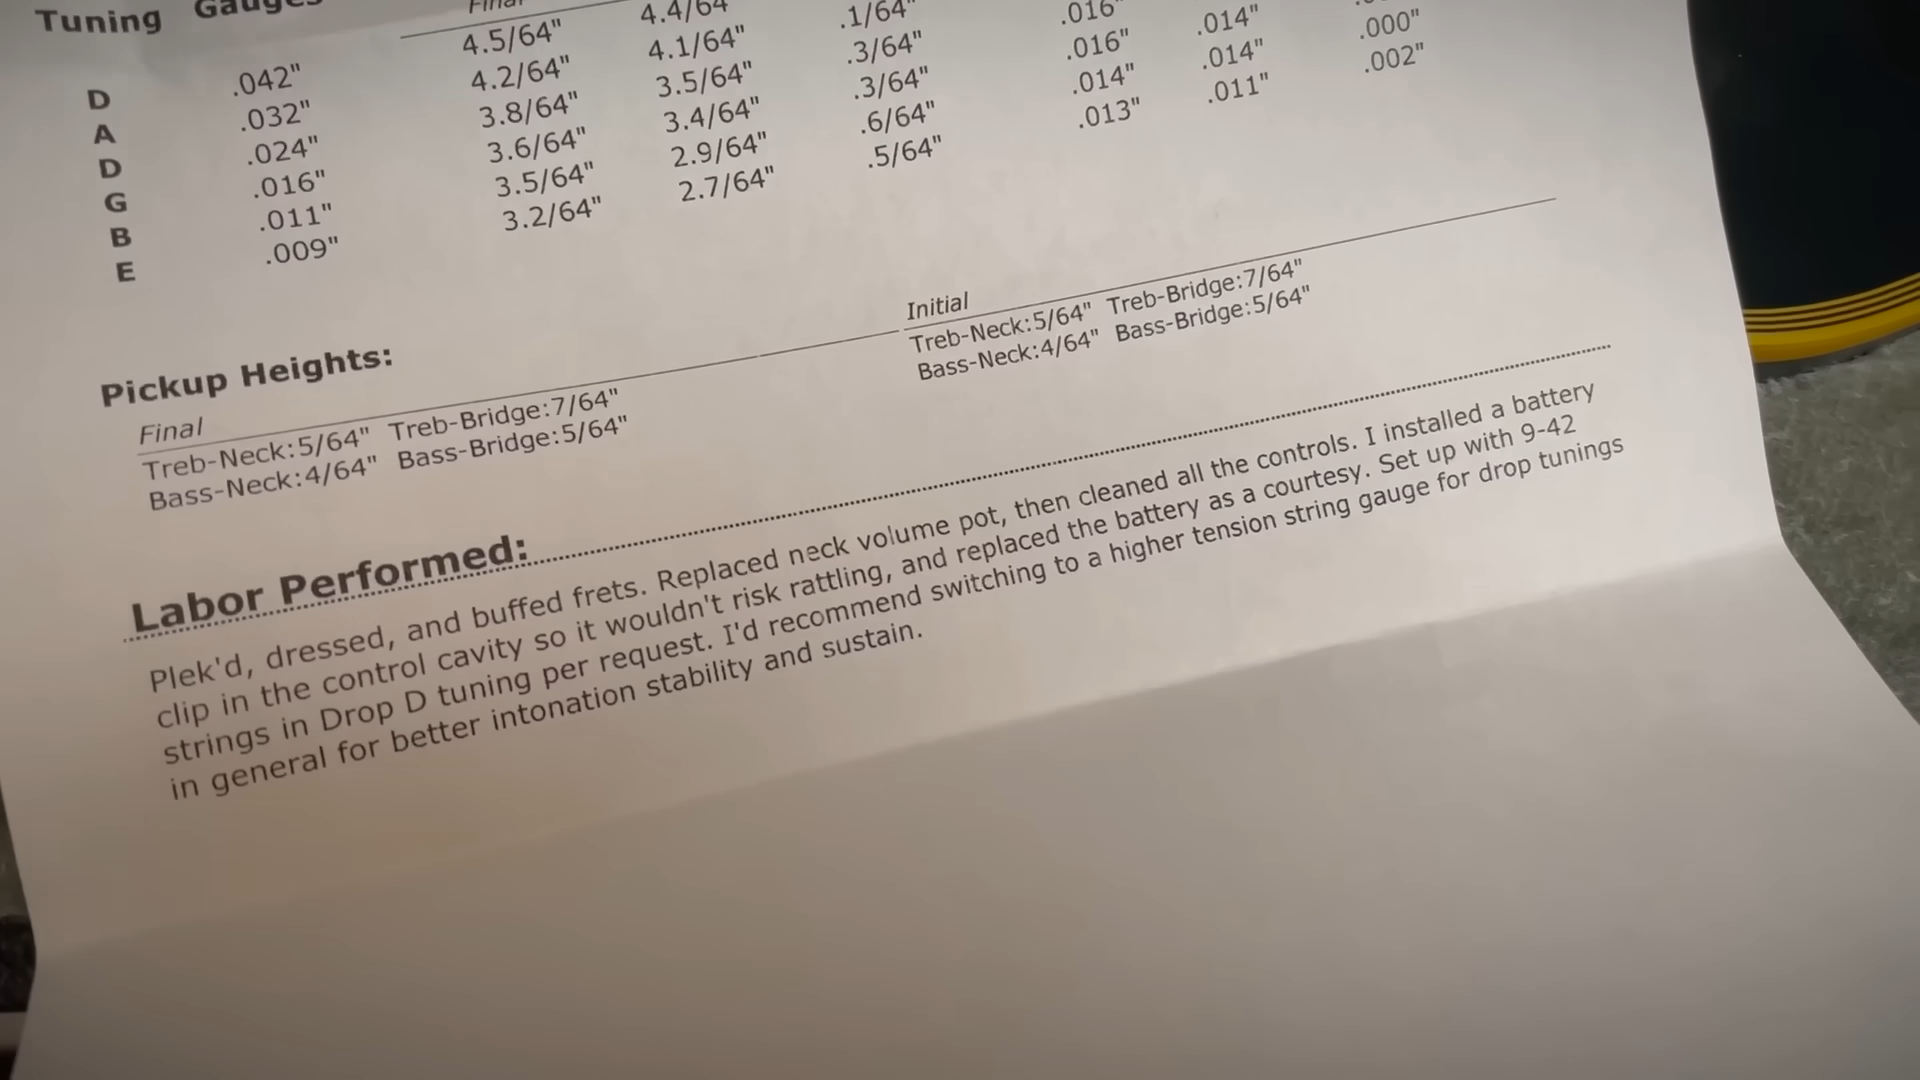 Tuning Gauges Final
D .042" 4.5/64" 4.4/64"
A .032" 4.2/64" 4.1/64" .1/64"
D .024" 3.8/64" 3.5/64" .3/64" .016"
G .016" 3.6/64" 3.4/64" .3/64" .016" .014"
B .011" 3.5/64" 2.9/64" .6/64" .014" .014" .000"
E .009" 3.2/64" 2.7/64" .5/64" .013" .011" .002"
Pickup Heights:
Final
Treb-Neck:5/64" Treb-Bridge:7/64"
Bass-Neck:4/64" Bass-Bridge:5/64"
Initial
Treb-Neck:5/64" Treb-Bridge:7/64"
Bass-Neck:4/64" Bass-Bridge:5/64"
Labor Performed:
Plek'd, dressed, and buffed frets. Replaced neck volume pot, then cleaned all the controls. I installed a battery
clip in the control cavity so it wouldn't risk rattling, and replaced the battery as a courtesy. Set up with 9-42
strings in Drop D tuning per request. I'd recommend switching to a higher tension string gauge for drop tunings
in general for better intonation stability and sustain.